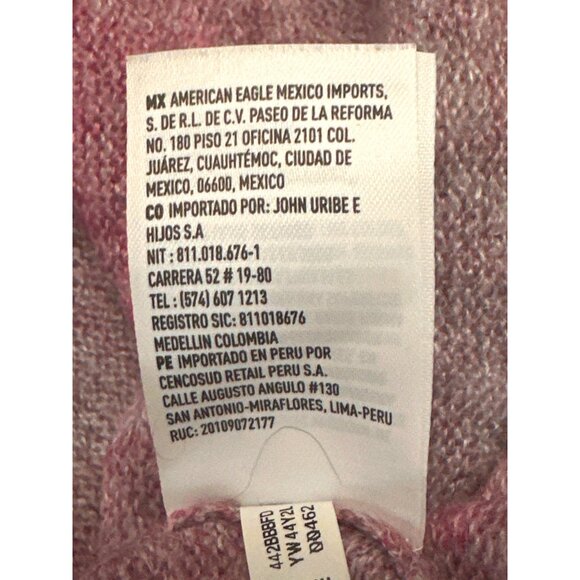 MX AMERICAN EAGLE MEXICO IMPORTS,
S. DE R.L. DE C.V. PASEO DE LA REFORMA
NO. 180 PISO 21 OFICINA 2101 COL.
JUÁREZ, CUAUHTÉMOC, CIUDAD DE
MEXICO, 06600, MEXICO
CO IMPORTADO POR: JOHN URIBE E
HIJOS S.A
NIT : 811.018.676-1
CARRERA 52 # 19-80
TEL : (574) 607 1213
REGISTRO SIC: 811018676
MEDELLIN COLOMBIA
PE IMPORTADO EN PERU POR
CENCOSUD RETAIL PERU S.A.
CALLE AUGUSTO ANGULO #130
SAN ANTONIO-MIRAFLORES, LIMA-PERU
RUC: 20109072177
442BBBFD
YW44Y2L
00462